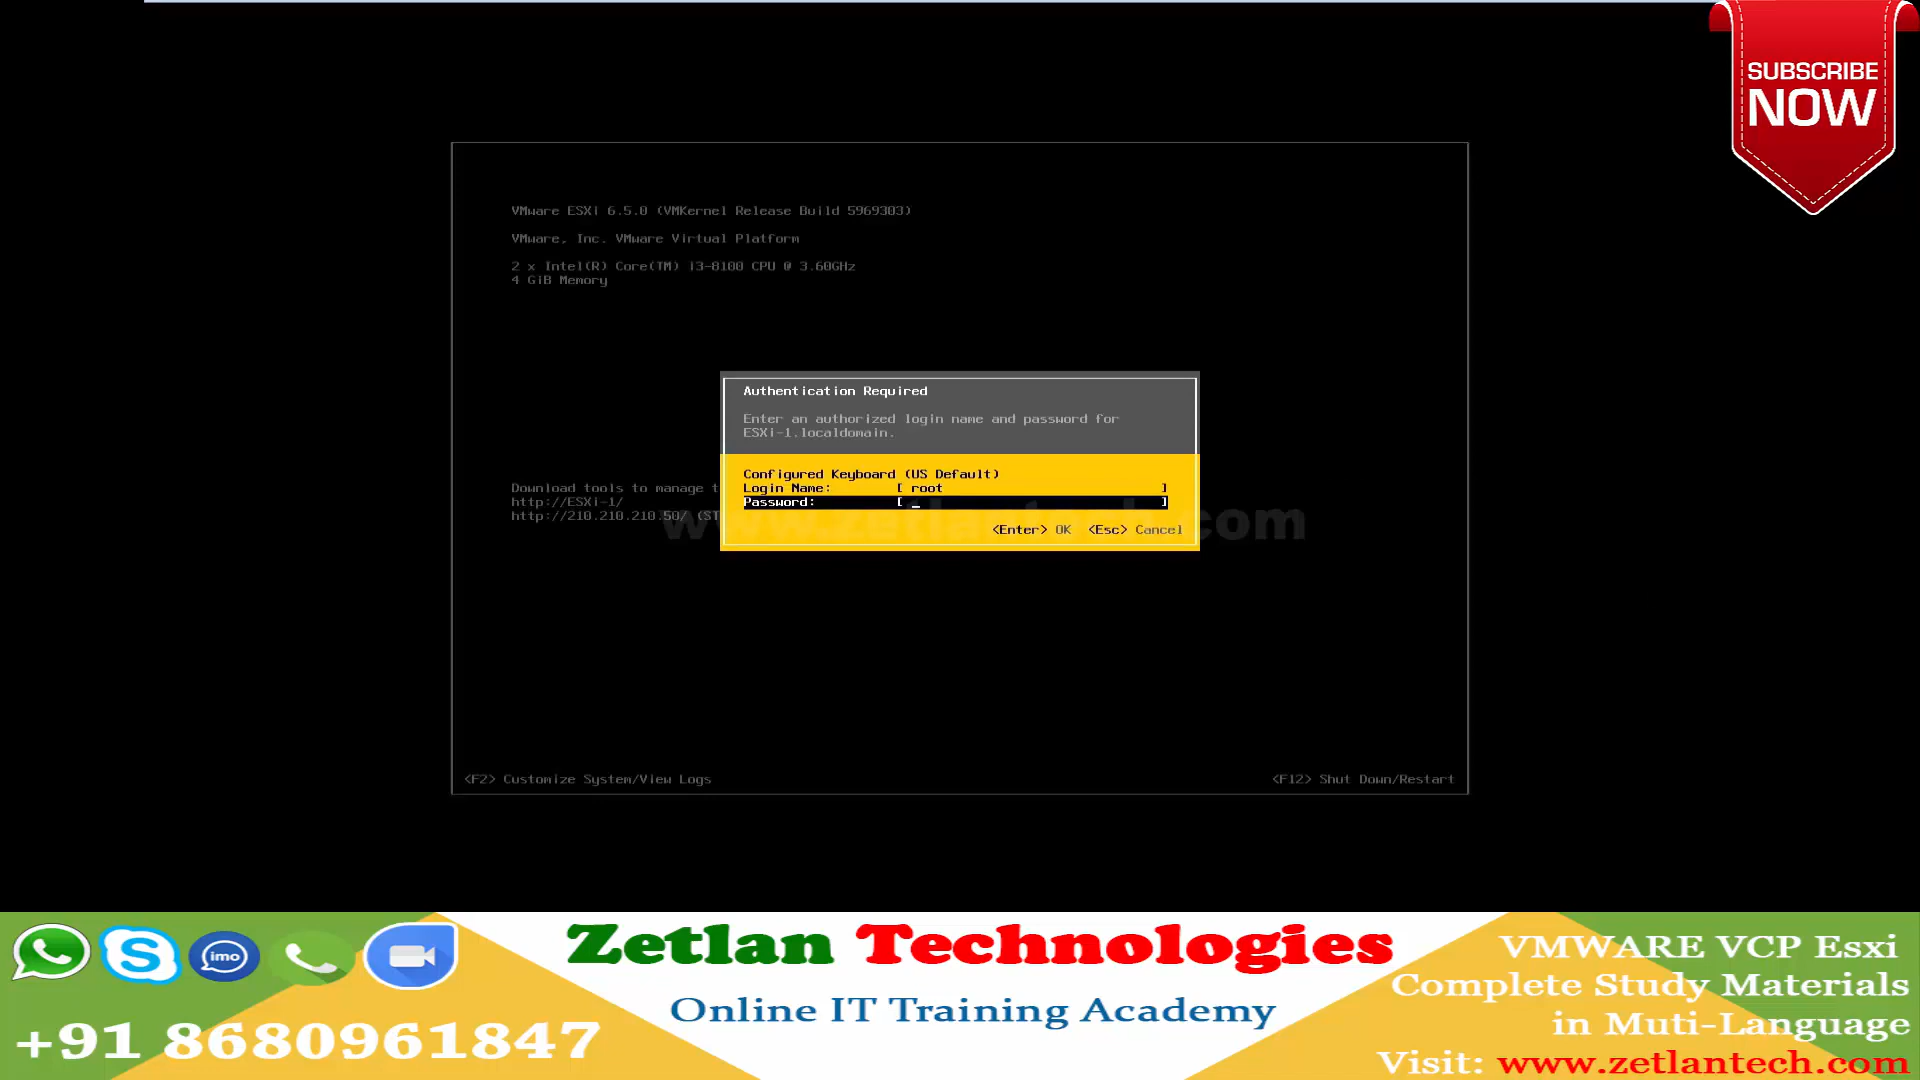 SUBSCRIBE
NOW
VMware ESXi 6.5.0 (VMKernel Release Build 5969303)
VMware, Inc. VMware Virtual Platform
2 x Intel(R) Core(TM) i3-8100 CPU @ 3.60GHz
4 GiB Memory
Authentication Required
Enter an authorized login name and password for
ESXi-1.localdomain.
Configured Keyboard (US Default)
Login Name: [ root ]
Password: [ _ ]
<Enter> OK <Esc> Cancel
Download tools to manage t
http://ESXi-1/
http://210.210.210.50/ (ST
www.zetlantech.com
<F2> Customize System/View Logs
<F12> Shut Down/Restart
imo
+91 8680961847
Zetlan Technologies
Online IT Training Academy
VMWARE VCP Esxi
Complete Study Materials
in Muti-Language
Visit: www.zetlantech.com